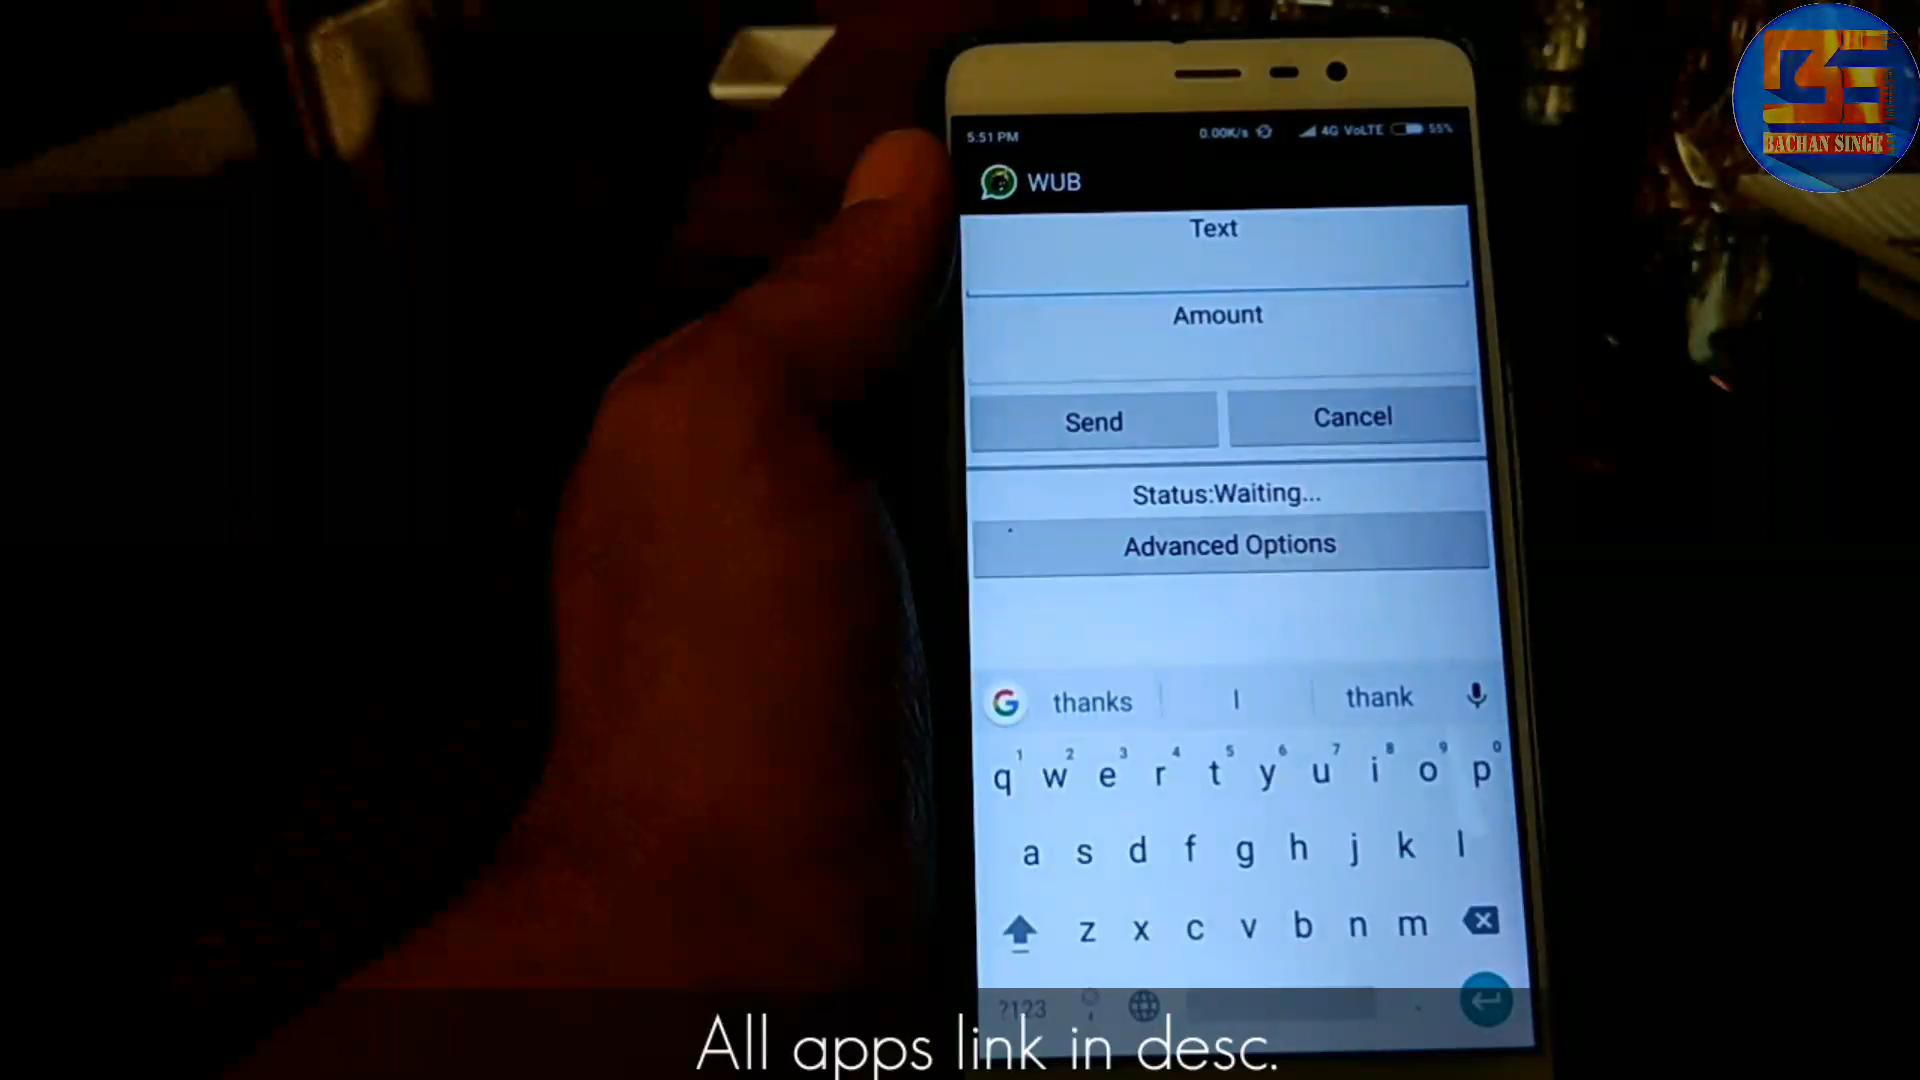 BACHAN SINGH
5:51 PM
0.00K/s 4G VoLTE 55%
WUB
Text
Amount
Send Cancel
Status:Waiting...
Advanced Options
G thanks I thank
1 2 3 4 5 6 7 8 9 0
q w e r t y u i o p
a s d f g h j k l
z x c v b n m
?123 , .
All apps link in desc.